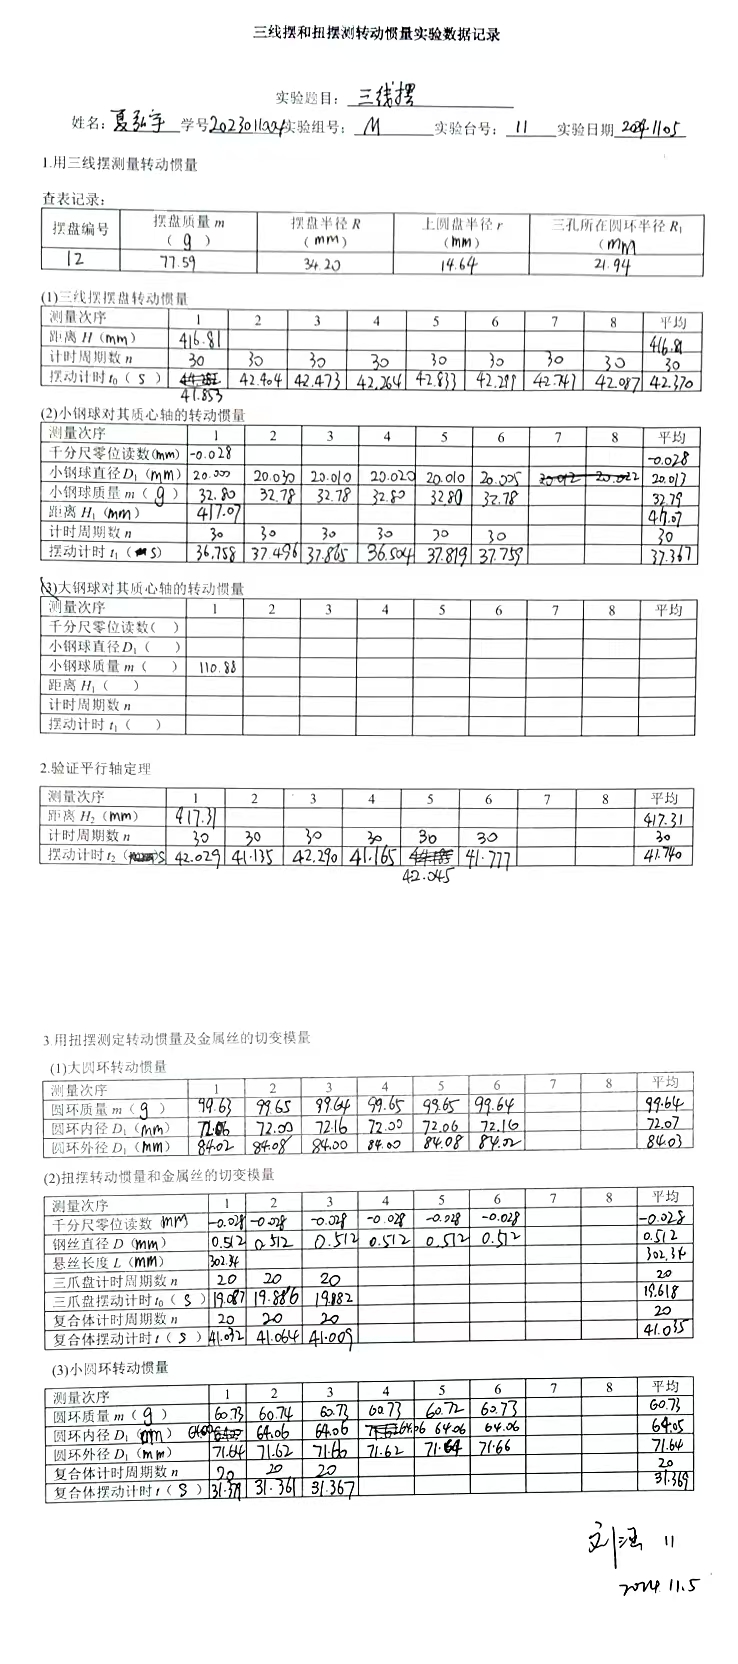 三线摆和扭摆测转动惯量实验数据记录
实验题目: 三线摆
姓名: 夏弘宇 学号2023011004实验组号: M 实验台号: 11 实验日期 2024.11.05
1.用三线摆测量转动惯量
查表记录:
摆盘编号 摆盘质量 m (g) 摆盘半径 R (mm) 上圆盘半径 r (mm) 三孔所在圆环半径 R₁ (mm)
12 77.59 34.20 14.64 21.94
(1)三线摆摆盘转动惯量
测量次序 1 2 3 4 5 6 7 8 平均
距离 H (mm) 416.81 416.81
计时周期数 n 30 30 30 30 30 30 30 30 30
摆动计时 t₀ ( s ) 42.404 42.473 42.264 42.833 42.299 42.747 42.087 42.370
41.853
(2)小钢球对其质心轴的转动惯量
测量次序 1 2 3 4 5 6 7 8 平均
千分尺零位读数(mm) -0.028 -0.028
小钢球直径 D₁ (mm) 20.000 20.030 20.010 20.020 20.010 20.005 20.012 20.022 20.013
小钢球质量 m ( g ) 32.80 32.78 32.78 32.80 32.80 32.78 32.79
距离 H₁ (mm) 417.07 417.07
计时周期数 n 30 30 30 30 30 30 30
摆动计时 t₁ ( s) 36.758 37.496 37.865 36.504 37.819 37.759 37.367
(3)大钢球对其质心轴的转动惯量
测量次序 1 2 3 4 5 6 7 8 平均
千分尺零位读数( )
小钢球直径 D₁ ( )
小钢球质量 m ( ) 110.88
距离 H₁ ( )
计时周期数 n
摆动计时 t₁ ( )
2.验证平行轴定理
测量次序 1 2 3 4 5 6 7 8 平均
距离 H₂ (mm) 417.31 417.31
计时周期数 n 30 30 30 30 30 30 30
摆动计时 t₂ ( s 42.029 41.135 42.290 41.165 41.777 41.740
42.045
3.用扭摆测定转动惯量及金属丝的切变模量
(1)大圆环转动惯量
测量次序 1 2 3 4 5 6 7 8 平均
圆环质量 m ( g ) 99.63 99.65 99.64 99.65 99.65 99.64 99.64
圆环内径 D₁ (mm) 72.06 72.00 72.16 72.00 72.06 72.16 72.07
圆环外径 D₁ (mm) 84.02 84.08 84.00 84.00 84.08 84.02 84.03
(2)扭摆转动惯量和金属丝的切变模量
测量次序 1 2 3 4 5 6 7 8 平均
千分尺零位读数 mm -0.028 -0.028 -0.028 -0.028 -0.028 -0.028 -0.028
钢丝直径 D (mm) 0.512 0.512 0.512 0.512 0.512 0.512 0.512
悬丝长度 L (mm) 302.34 302.34
三爪盘计时周期数 n 20 20 20 20
三爪盘摆动计时 t₀ ( s ) 19.087 19.886 19.882 19.618
复合体计时周期数 n 20 20 20 20
复合体摆动计时 t ( s ) 41.032 41.064 41.009 41.035
(3)小圆环转动惯量
测量次序 1 2 3 4 5 6 7 8 平均
圆环质量 m ( g ) 60.73 60.74 60.73 60.73 60.72 60.73 60.73
圆环内径 D₁ (mm) 64.00 64.06 64.06 64.06 64.06 64.06 64.05
圆环外径 D₁ (mm) 71.64 71.62 71.60 71.62 71.64 71.66 71.64
复合体计时周期数 n 20 20 20 20
复合体摆动计时 t ( s ) 31.379 31.361 31.367 31.369
11
2024.11.5